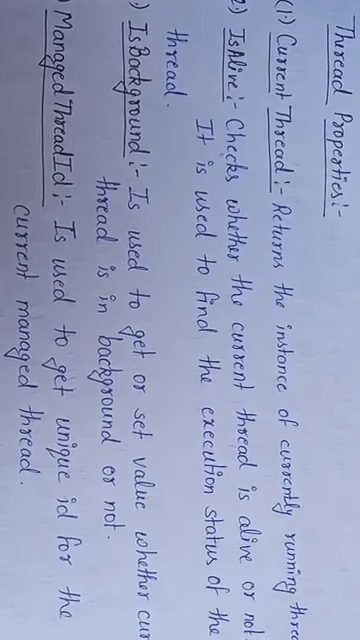 Thread Properties:-
(1.) Current Thread:- Returns the instance of currently running thre
2.) IsAlive:- Checks whether the current thread is alive or not.
It is used to find the execution status of the
thread.
) IsBackground:- Is used to get or set value whether cur
thread is in background or not.
) ManagedThreadId:- Is used to get unique id for the
current managed thread.